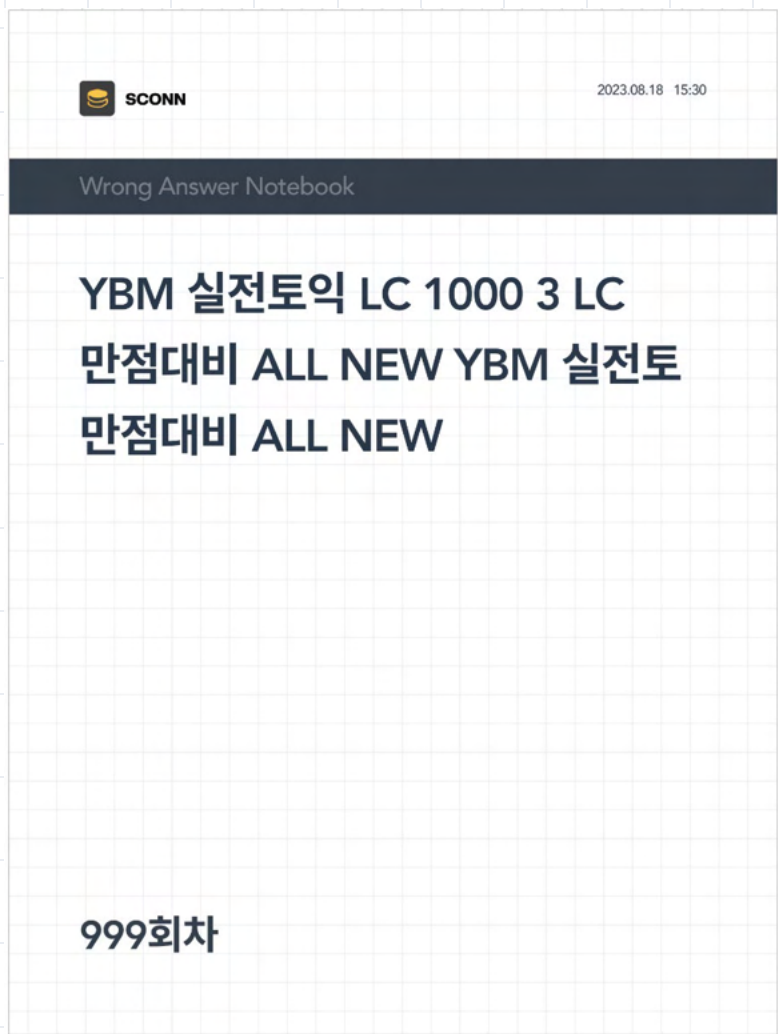 SCONN
2023.08.18 15:30
Wrong Answer Notebook
YBM 실전토익 LC 1000 3 LC
만점대비 ALL NEW YBM 실전토
만점대비 ALL NEW
999회차